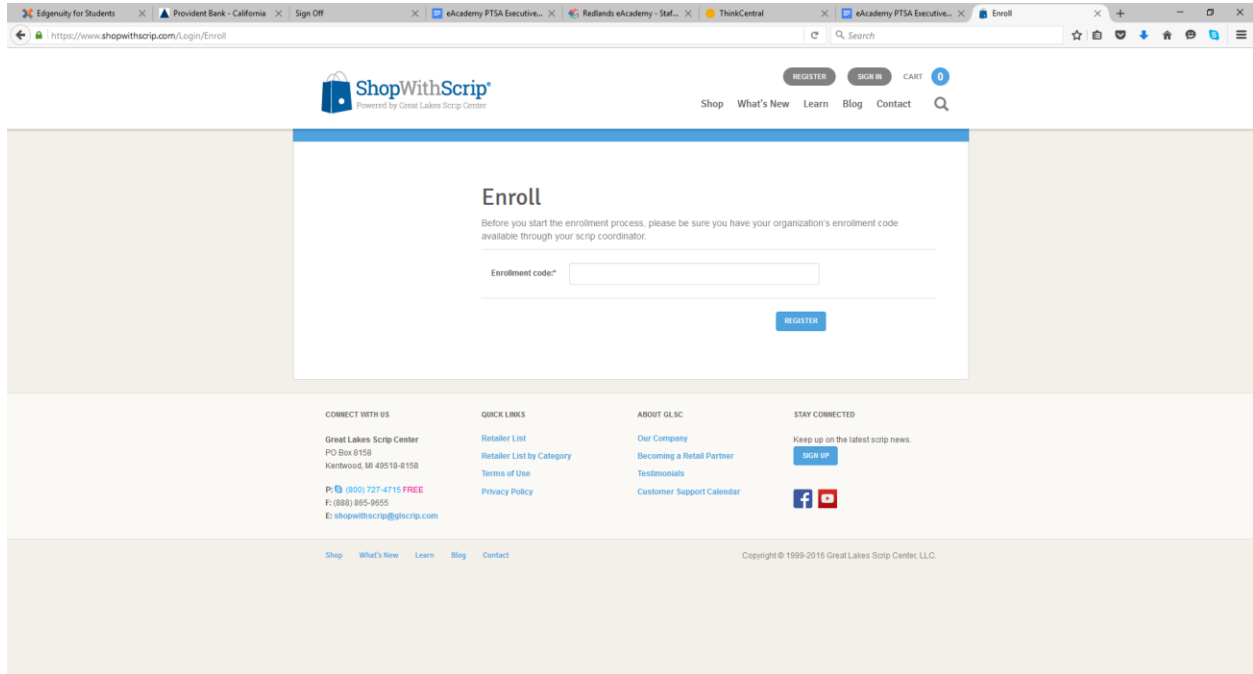 Edgenuity for Students
Provident Bank - California
Sign Off
eAcademy PTSA Executive...
Redlands eAcademy - Staf...
ThinkCentral
eAcademy PTSA Executive...
Enroll
https://www.shopwithscrip.com/Login/Enroll
Search
ShopWithScrip®
Powered by Great Lakes Scrip Center
REGISTER SIGN IN CART 0
Shop What's New Learn Blog Contact
Enroll
Before you start the enrollment process, please be sure you have your organization's enrollment code
available through your scrip coordinator.
Enrollment code:*
REGISTER
CONNECT WITH US
Great Lakes Scrip Center
PO Box 8158
Kentwood, MI 49518-8158
P: (800) 727-4715 FREE
F: (888) 865-9655
E: shopwithscrip@glscrip.com
QUICK LINKS
Retailer List
Retailer List by Category
Terms of Use
Privacy Policy
ABOUT GLSC
Our Company
Becoming a Retail Partner
Testimonials
Customer Support Calendar
STAY CONNECTED
Keep up on the latest scrip news.
SIGN UP
Shop What's New Learn Blog Contact
Copyright © 1999-2016 Great Lakes Scrip Center, LLC.